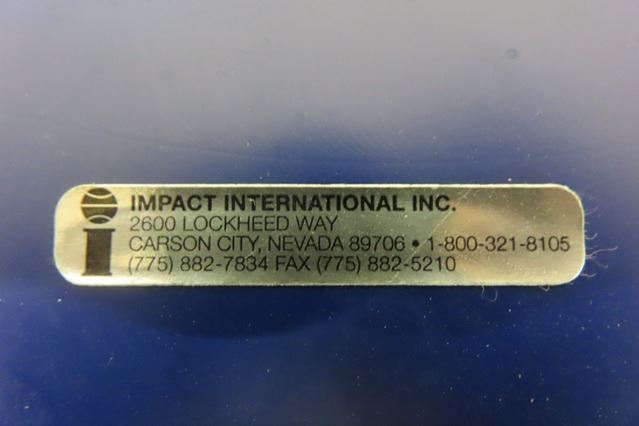 IMPACT INTERNATIONAL INC.
2600 LOCKHEED WAY
CARSON CITY, NEVADA 89706 • 1-800-321-8105
(775) 882-7834 FAX (775) 882-5210